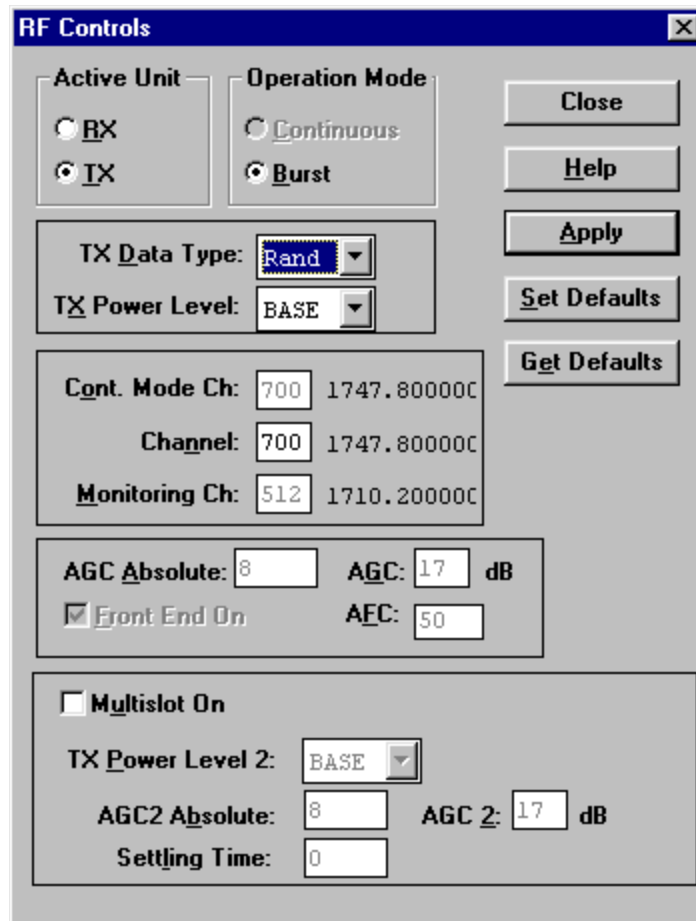 RF Controls
Active Unit
RX
TX
Operation Mode
Continuous
Burst
Close
Help
Apply
Set Defaults
Get Defaults
TX Data Type: Rand
TX Power Level: BASE
Cont. Mode Ch: 700 1747.800000
Channel: 700 1747.800000
Monitoring Ch: 512 1710.200000
AGC Absolute: 8 AGC: 17 dB
Front End On AFC: 50
Multislot On
TX Power Level 2: BASE
AGC2 Absolute: 8 AGC 2: 17 dB
Settling Time: 0